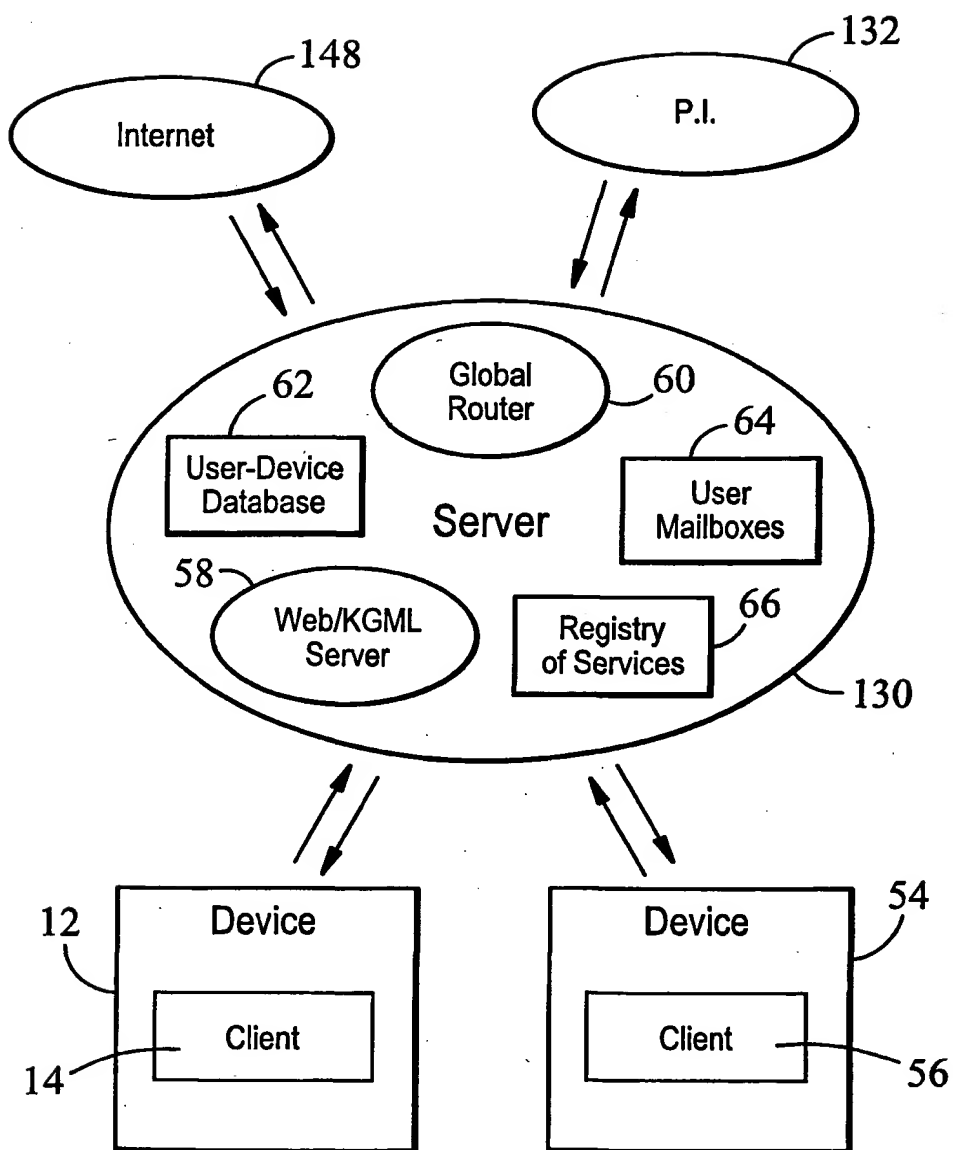 148
132
Internet
P.I.
Global
Router
60
62
64
User-Device
Database
User
Mailboxes
Server
58
Web/KGML
Server
66
Registry
of Services
130
12
Device
54
Device
Client
14
Client
56